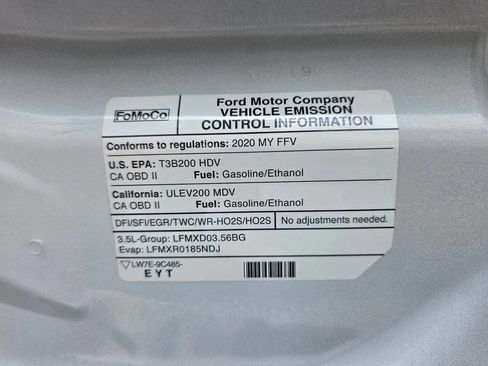 FoMoCo
Ford Motor Company
VEHICLE EMISSION
CONTROL INFORMATION
Conforms to regulations: 2020 MY FFV
U.S. EPA: T3B200 HDV
CA OBD II Fuel: Gasoline/Ethanol
California: ULEV200 MDV
CA OBD II Fuel: Gasoline/Ethanol
DFI/SFI/EGR/TWC/WR-HO2S/HO2S No adjustments needed.
3.5L-Group: LFMXD03.56BG
Evap: LFMXR0185NDJ
LW7E-9C485-
EYT